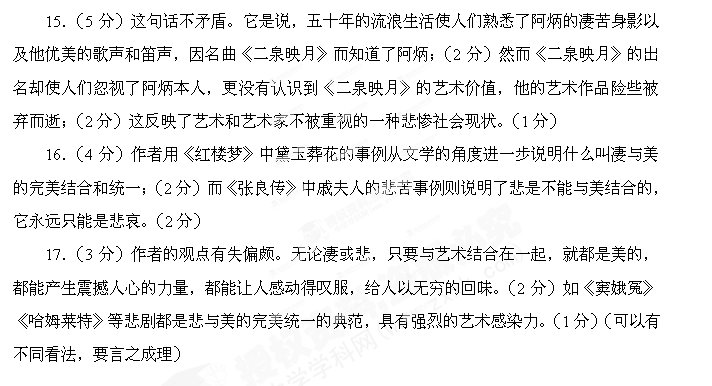 15.（5 分）这句话不矛盾。它是说，五十年的流浪生活使人们熟悉了阿炳的凄苦身影以
及他优美的歌声和笛声，因名曲《二泉映月》而知道了阿炳；（2 分）然而《二泉映月》的出
名却使人们忽视了阿炳本人，更没有认识到《二泉映月》的艺术价值，他的艺术作品险些被
弃而逝；（2分）这反映了艺术和艺术家不被重视的一种悲惨社会现状。（1分）
16.（4 分）作者用《红楼梦》中黛玉葬花的事例从文学的角度进一步说明什么叫凄与美
的完美结合和统一；（2 分）而《张良传》中戚夫人的悲苦事例则说明了悲是不能与美结合的，
它永远只能是悲哀。（2分）
17.（3 分）作者的观点有失偏颇。无论凄或悲，只要与艺术结合在一起，就都是美的，
都能产生震撼人心的力量，都能让人感动得叹服，给人以无穷的回味。（2 分）如《窦娥冤》
《哈姆莱特》等悲剧都是悲与美的完美统一的典范，具有强烈的艺术感染力。（1分）（可以有
不同看法，要言之成理）